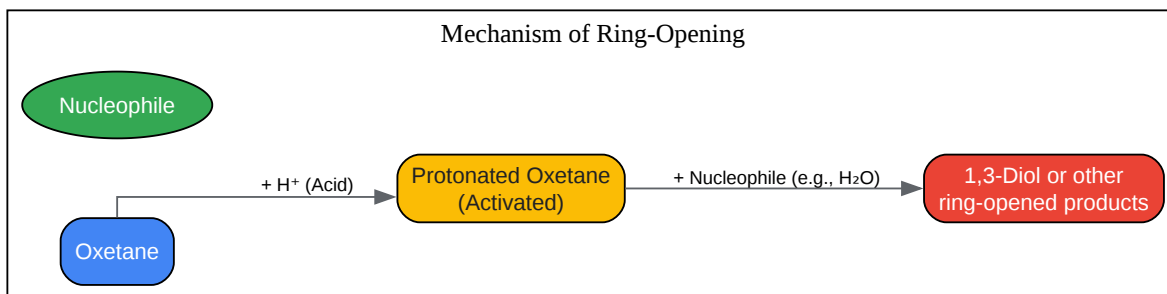 Mechanism of Ring-Opening
Nucleophile
+ H⁺ (Acid)
Protonated Oxetane
(Activated)
+ Nucleophile (e.g., H₂O)
1,3-Diol or other
ring-opened products
Oxetane